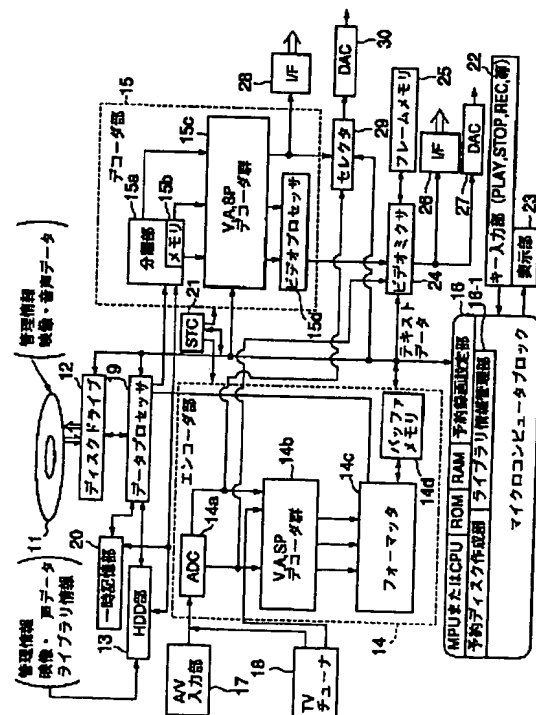 管理情報
映像・音声データ
11
ディスクドライブ
12
データプロセッサ
19
20
一時記憶部
管理情報
映像・ 声データ
ライブラリ情報
HDD部
13
デコーダ部
15
15a
分離部
15b
メモリ
15c
V,A,SP
デコーダ群
ビデオプロセッサ
15d
STC
21
28
I/F
30
DAC
セレクタ
29
フレームメモリ
25
ビデオミクサ
24
I/F
26
DAC
27
テキスト
データ
エンコーダ部
ADC
14a
V,A,SP
デコーダ群
14b
フォーマッタ
14c
バッファ
メモリ
14d
14
A/V
入力部
17
TV
チューナ
18
キー入力部 (PLAY,STOP,REC,等)
22
表示部
23
MPUまたはCPU
ROM
RAM
予約録画設定部
16
予約ディスク作成部
ライブラリ情報管理部
16-1
マイクロコンピュータブロック